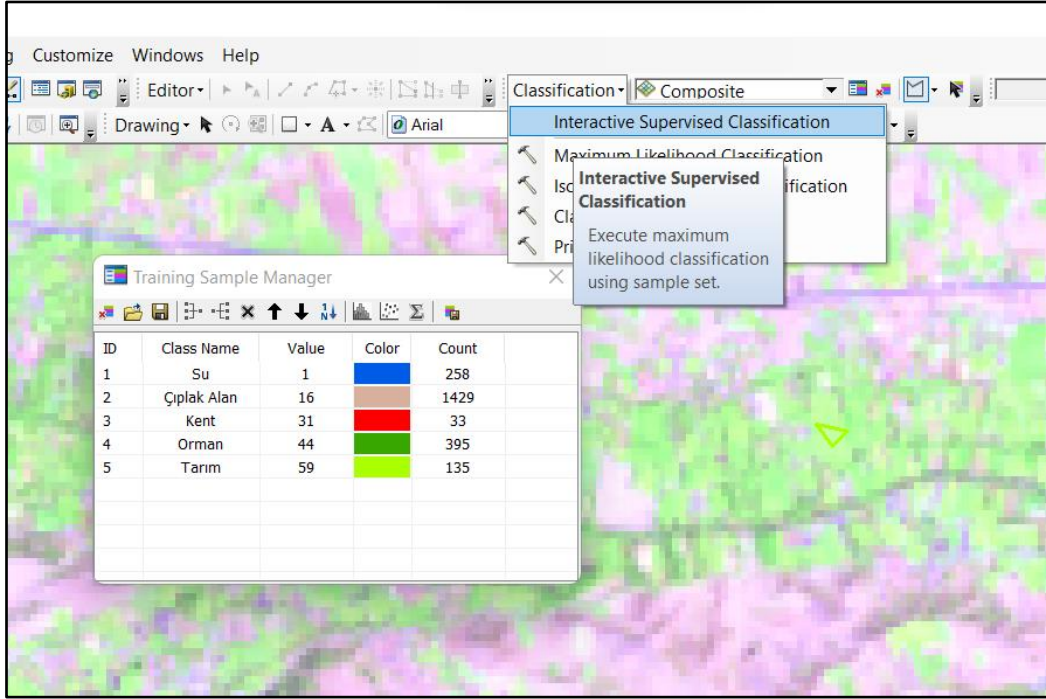 Customize Windows Help
Editor Classification Composite
Drawing A Arial Interactive Supervised Classification
Maximum Likelihood Classification
Interactive Supervised
Classification
Execute maximum
likelihood classification
using sample set.
ification
Training Sample Manager
ID Class Name Value Color Count
1 Su 1 258
2 Çıplak Alan 16 1429
3 Kent 31 33
4 Orman 44 395
5 Tarım 59 135